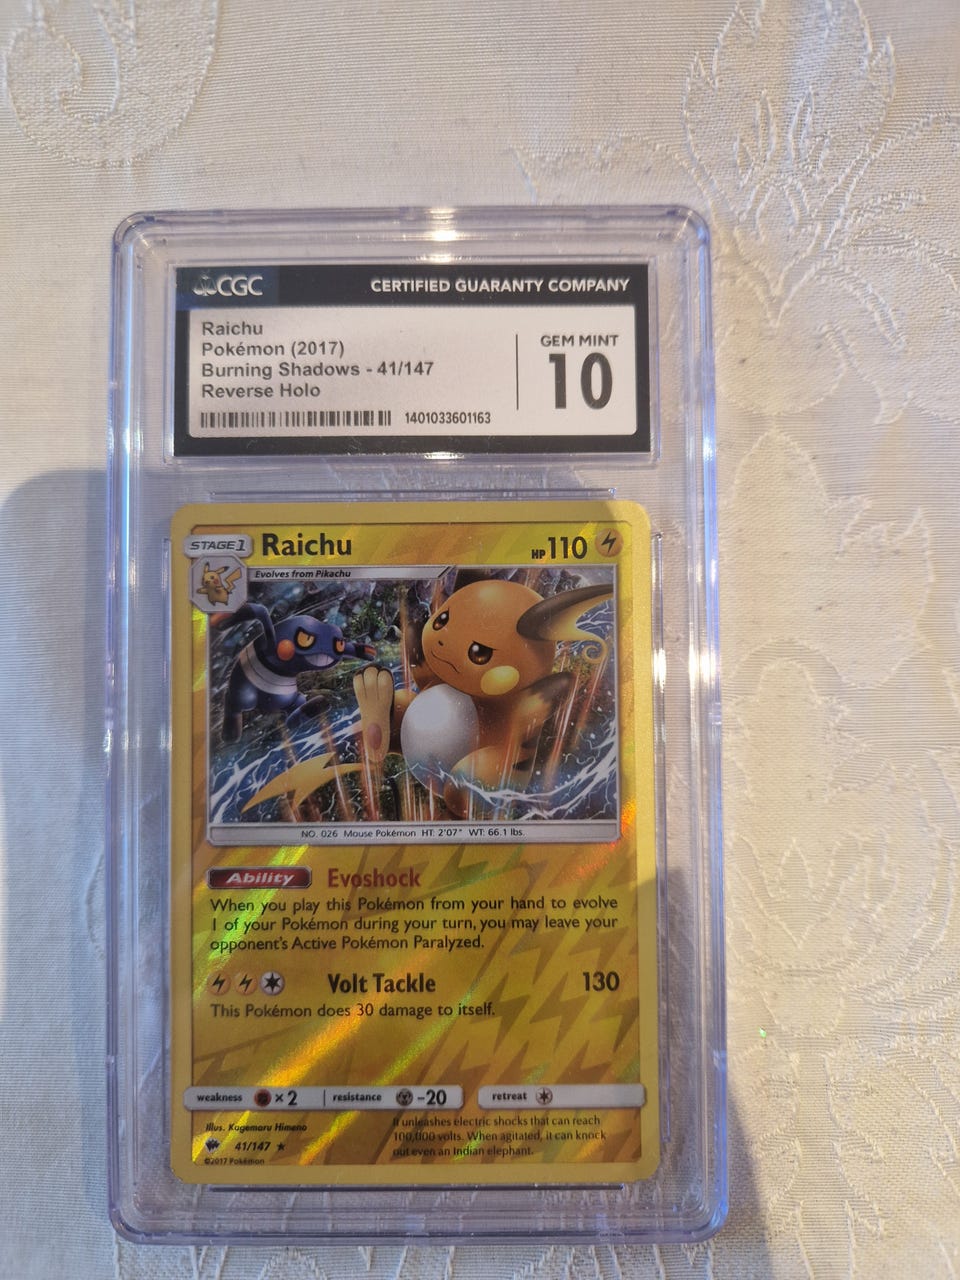 CGC CERTIFIED GUARANTY COMPANY
Raichu
Pokémon (2017)
Burning Shadows - 41/147
Reverse Holo
GEM MINT
10
1401033601163
STAGE 1 Raichu HP 110
Evolves from Pikachu
NO. 026 Mouse Pokémon HT: 2'07" WT: 66.1 lbs.
Ability Evoshock
When you play this Pokémon from your hand to evolve
1 of your Pokémon during your turn, you may leave your
opponent's Active Pokémon Paralyzed.
Volt Tackle 130
This Pokémon does 30 damage to itself.
weakness ×2 resistance -20 retreat
Illus. Kagemaru Himeno
41/147
©2017 Pokémon
It unleashes electric shocks that can reach
100,000 volts. When agitated, it can knock
out even an Indian elephant.